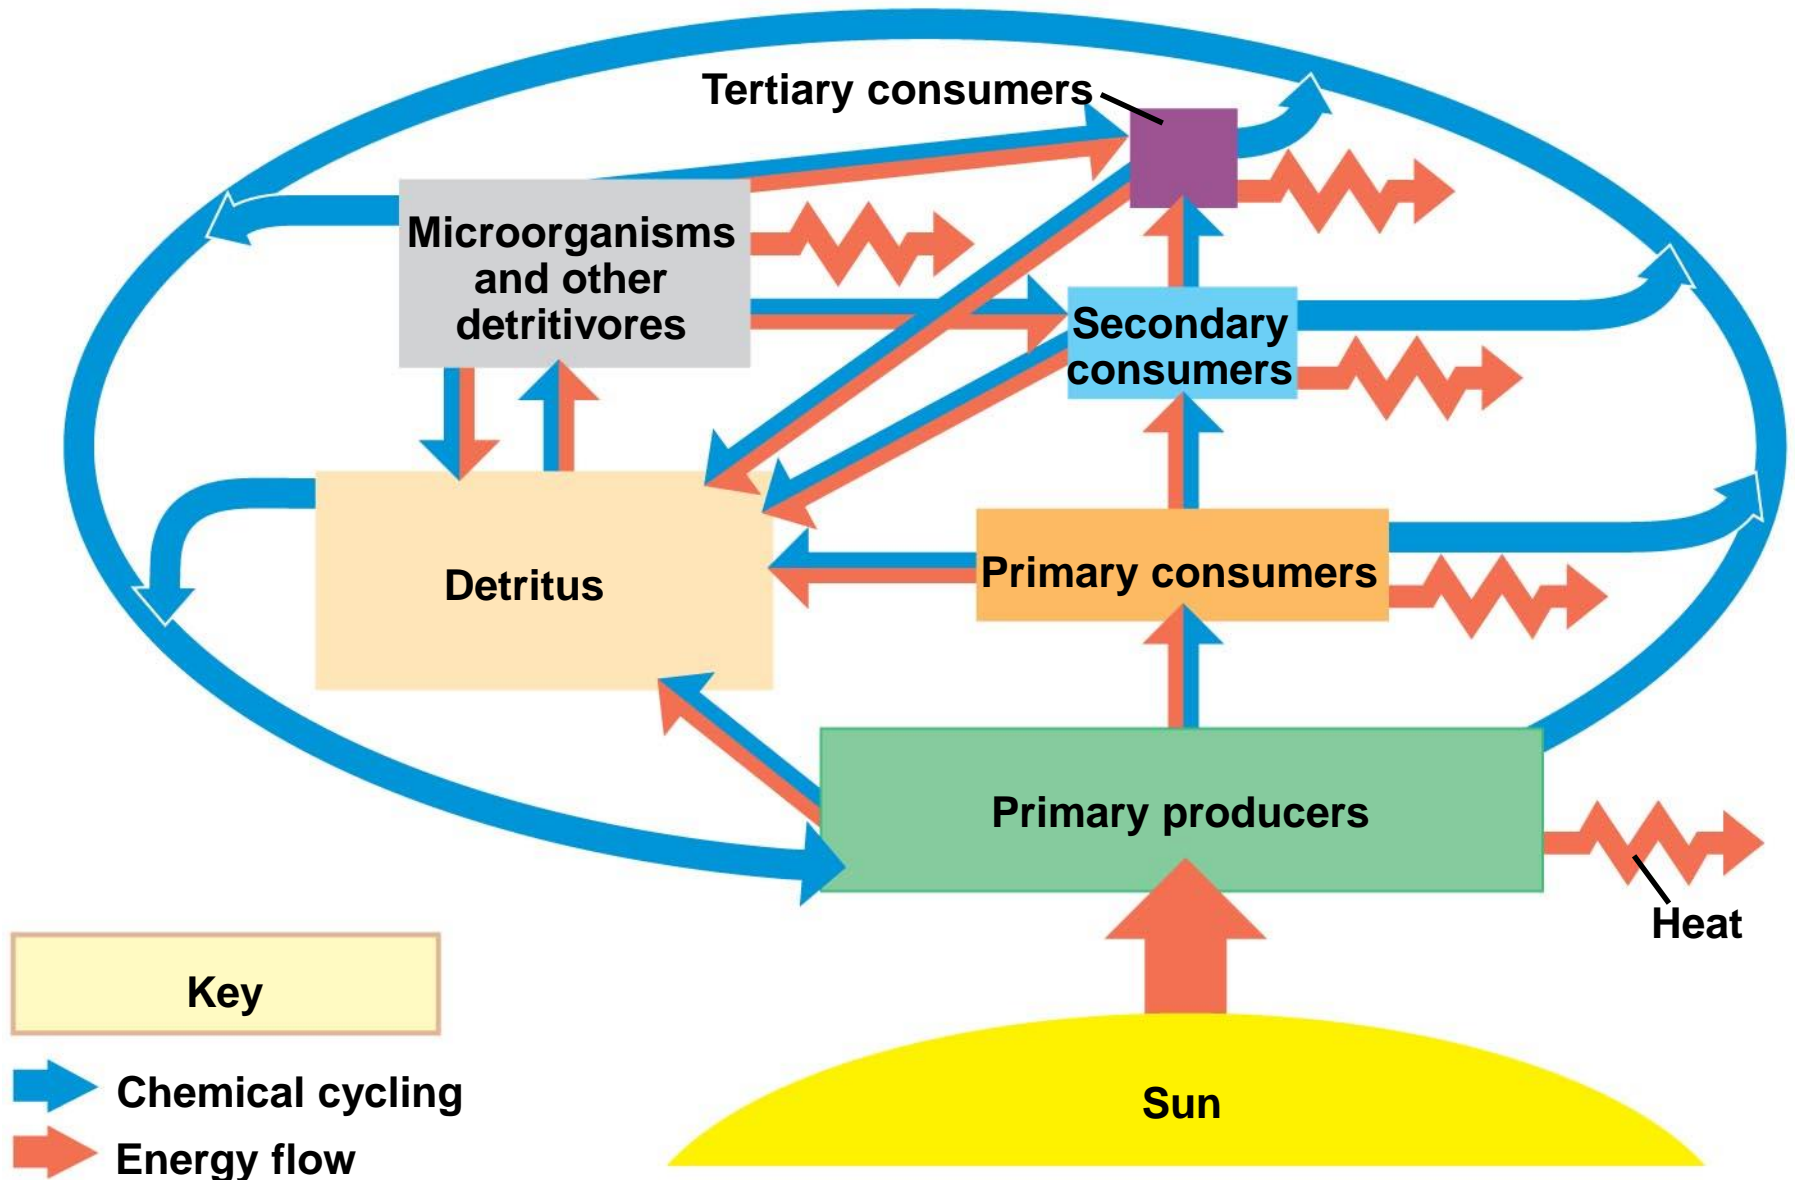 Tertiary consumers
Microorganisms
and other
detritivores
Secondary
consumers
Primary consumers
Detritus
Primary producers
Heat
Key
Chemical cycling
Sun
Energy flow